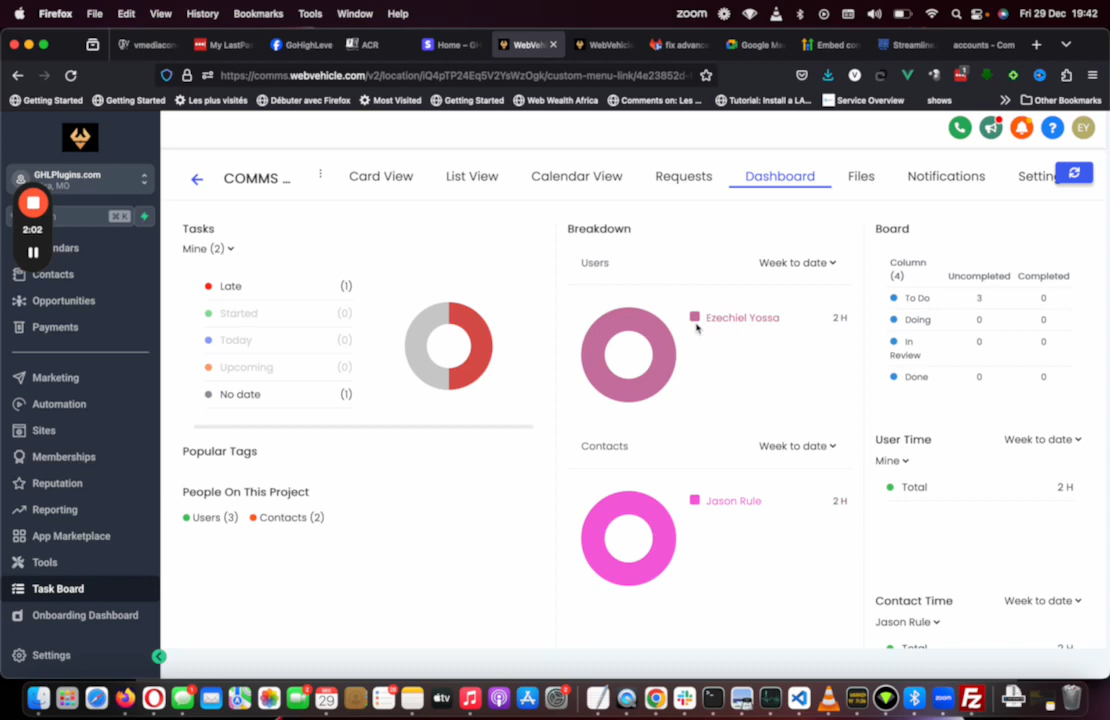 Firefox File Edit View History Bookmarks Tools Window Help zoom Fri 29 Dec 19:42
vmediacon My LastPa GoHighLeve ACR Home – GH WebVehic WebVehicle fix advanc Google Me Embed co Streamline accounts - Com
https://comms.webvehicle.com/v2/location/iQ4pTP24Eq5V2YsWzOgk/custom-menu-link/4e23852d-
Getting Started Getting Started Les plus visités Débuter avec Firefox Most Visited Getting Started Web Wealth Africa Comments on: Les ... Tutorial: Install a LA... Service Overview shows Other Bookmarks
GHLPlugins.com
MO
⌘K
2:02
Contacts
Opportunities
Payments
Marketing
Automation
Sites
Memberships
Reputation
Reporting
App Marketplace
Tools
Task Board
Onboarding Dashboard
Settings
EY
COMMS ... Card View List View Calendar View Requests Dashboard Files Notifications Settin
Tasks
Mine (2)
Late (1)
Started (0)
Today (0)
Upcoming (0)
No date (1)
Popular Tags
People On This Project
Users (3) Contacts (2)
Breakdown
Users Week to date
Ezechiel Yossa 2 H
Contacts Week to date
Jason Rule 2 H
Board
Column (4) Uncompleted Completed
To Do 3 0
Doing 0 0
In Review 0 0
Done 0 0
User Time Week to date
Mine
Total 2 H
Contact Time Week to date
Jason Rule
Total 2 H